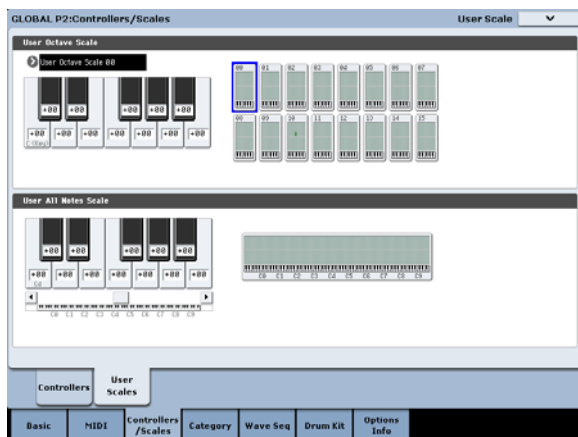 GLOBAL P2:Controllers/Scales
User Scale
User Octave Scale
User Octave Scale 00
+00 +00 +00 +00 +00
+00 +00 +00 +00 +00 +00 +00
C (Key)
00 01 02 03 04 05 06 07
08 09 10 11 12 13 14 15
User All Notes Scale
+00 +00 +00 +00 +00
+00 +00 +00 +00 +00 +00 +00
C4
C0 C1 C2 C3 C4 C5 C6 C7 C8 C9
C0 C1 C2 C3 C4 C5 C6 C7 C8 C9
Controllers
User
Scales
Basic
MIDI
Controllers
/Scales
Category
Wave Seq
Drum Kit
Options
Info